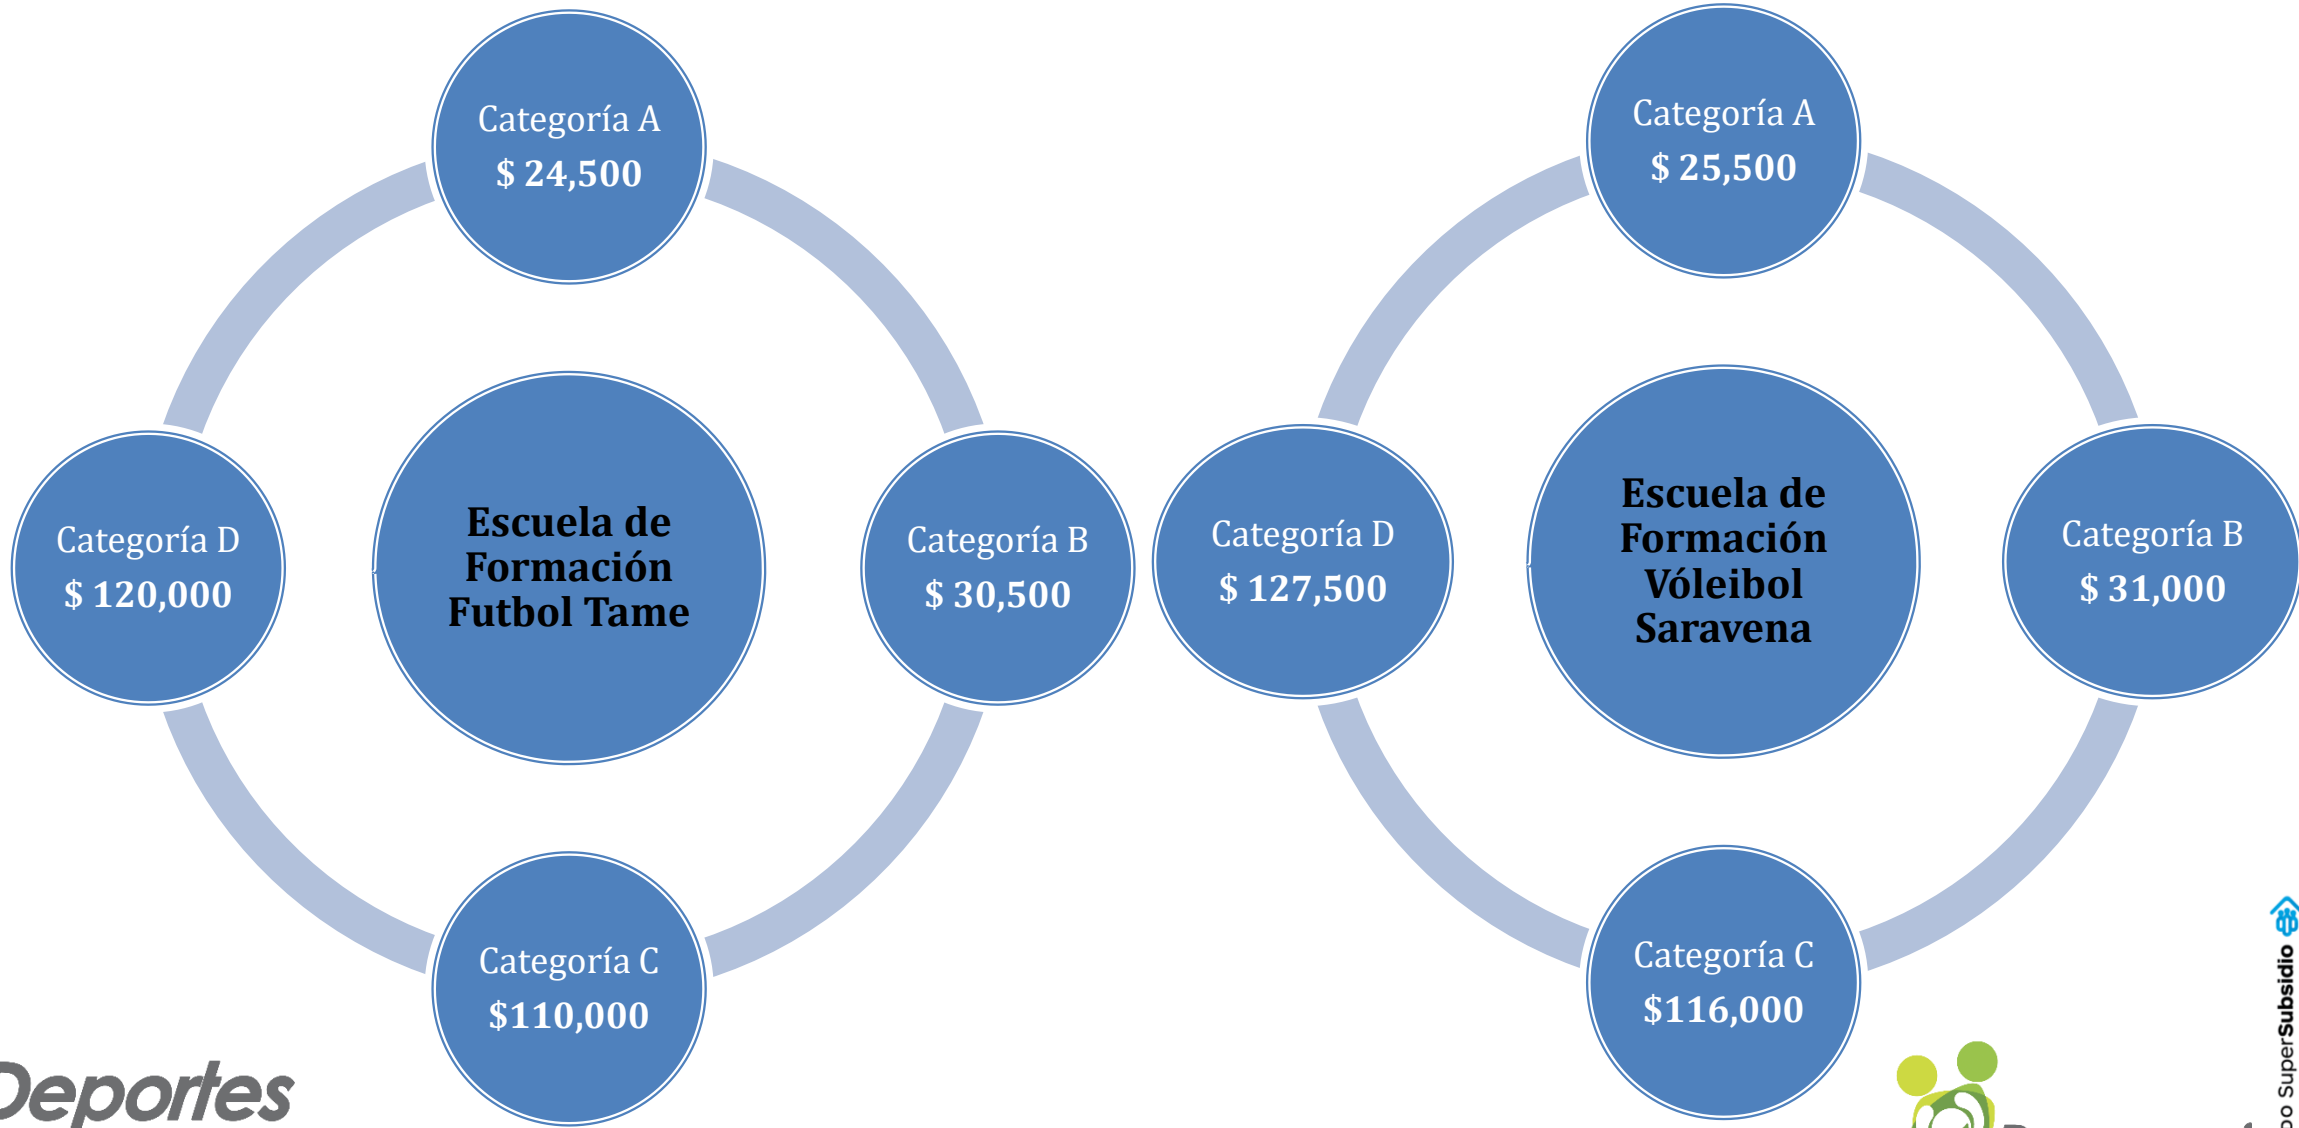 Categoría A
$ 24,500
Categoría D
$ 120,000
Escuela de
Formación
Futbol Tame
Categoría B
$ 30,500
Categoría C
$110,000
Categoría A
$ 25,500
Categoría D
$ 127,500
Escuela de
Formación
Vóleibol
Saravena
Categoría B
$ 31,000
Categoría C
$116,000
Deportes
SuperSubsidio